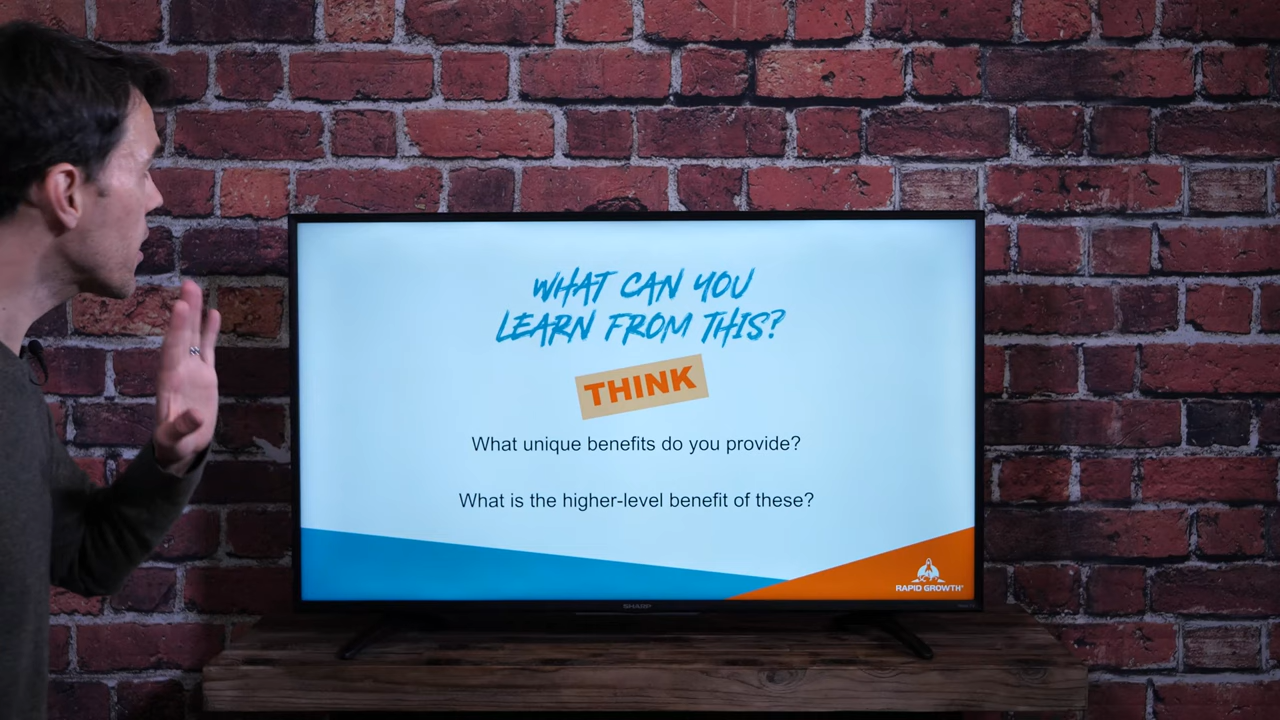 WHAT CAN YOU
LEARN FROM THIS?
THINK
What unique benefits do you provide?
What is the higher-level benefit of these?
RAPID GROWTH®
SHARP